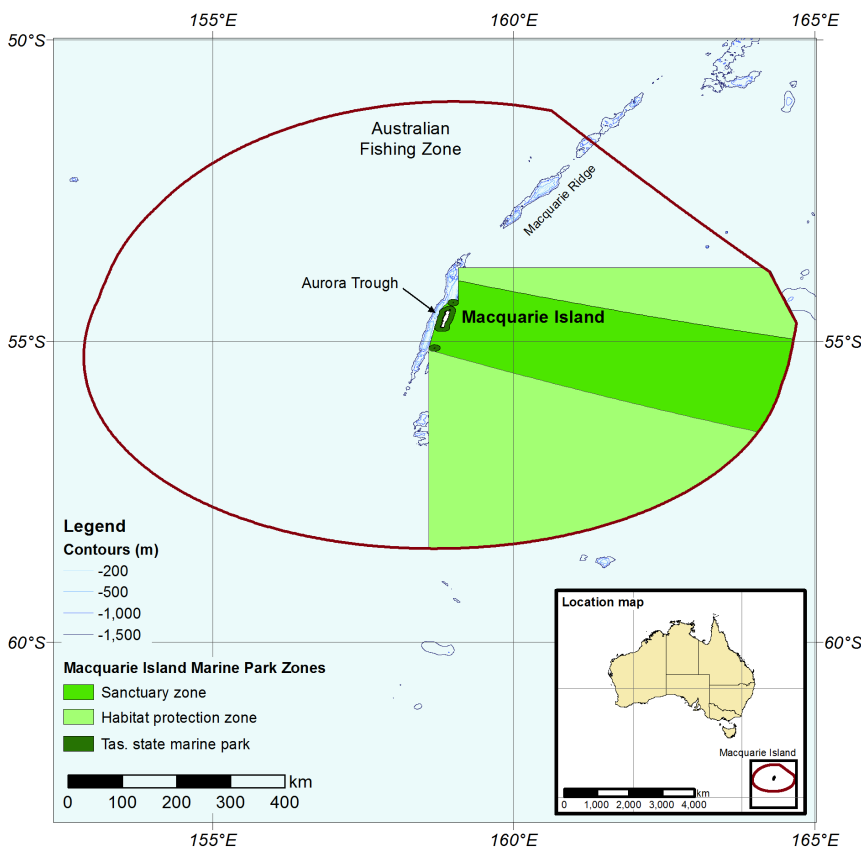 155°E
160°E
165°E
50°S
Australian
Fishing Zone
Macquarie Ridge
Aurora Trough
Macquarie Island
55°S
55°S
Legend
Contours (m)
-200
-500
-1,000
-1,500
60°S
60°S
Macquarie Island Marine Park Zones
Sanctuary zone
Habitat protection zone
Tas. state marine park
km
0
100
200
300
400
Location map
Macquarie Island
km
0
1,000
2,000
3,000
4,000
155°E
160°E
165°E